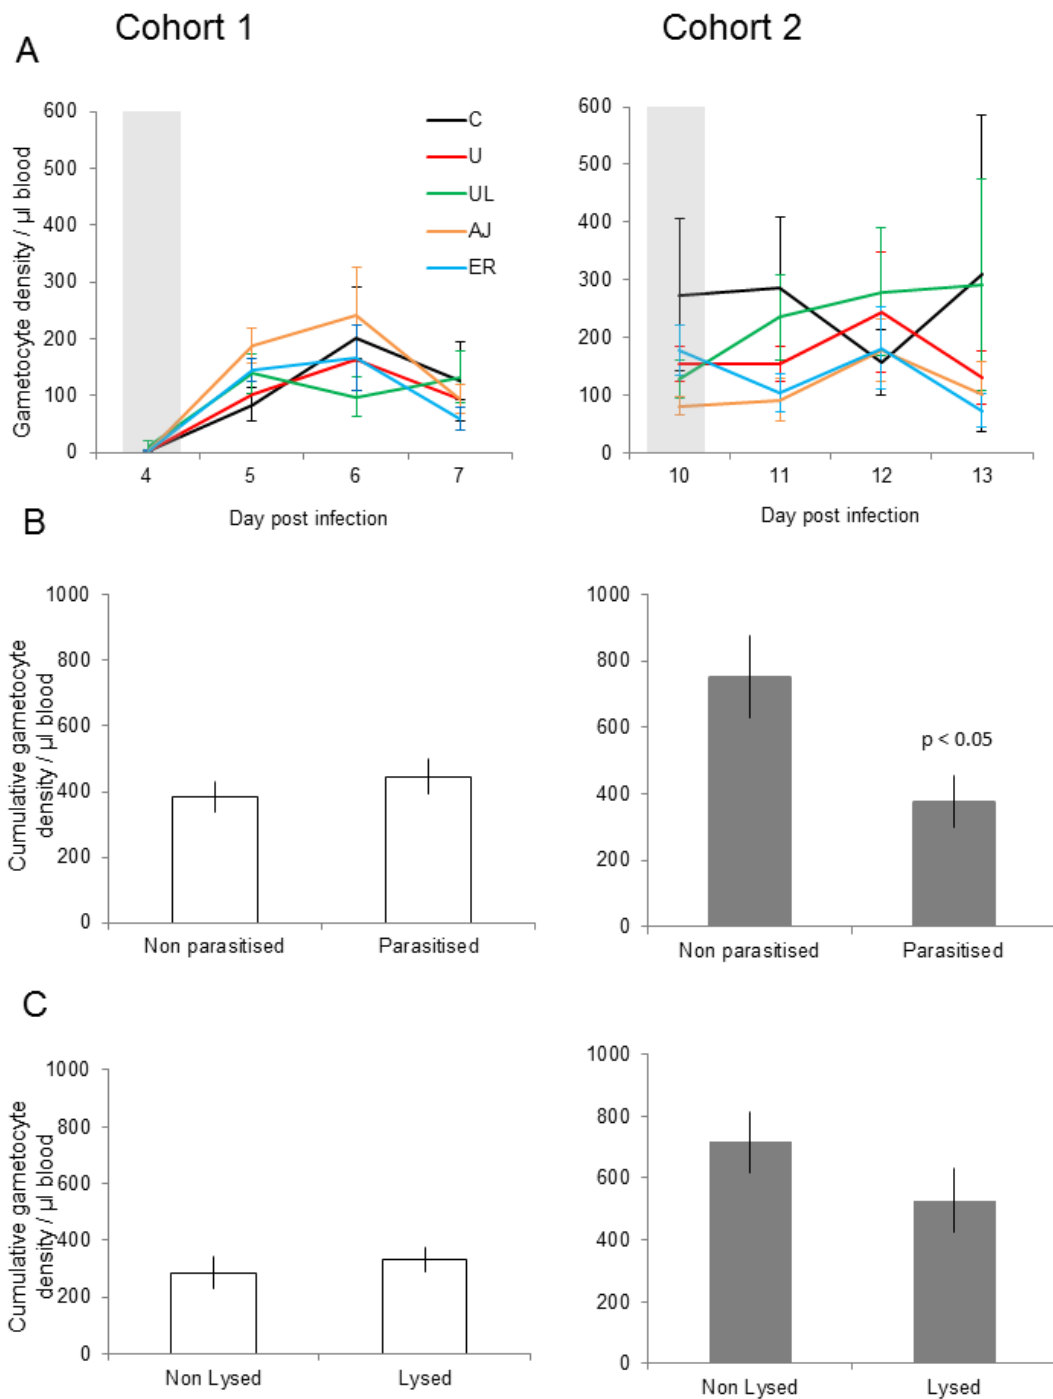 Cohort 1
Cohort 2
A
Gametocyte density / µl blood
600
500
400
300
200
100
0
4
5
6
7
Day post infection
C
U
UL
AJ
ER
600
500
400
300
200
100
0
10
11
12
13
Day post infection
B
Cumulative gametocyte
density / µl blood
1000
800
600
400
200
0
Non parasitised
Parasitised
1000
800
600
400
200
0
p < 0.05
Non parasitised
Parasitised
C
Cumulative gametocyte
density / µl blood
1000
800
600
400
200
0
Non Lysed
Lysed
1000
800
600
400
200
0
Non Lysed
Lysed